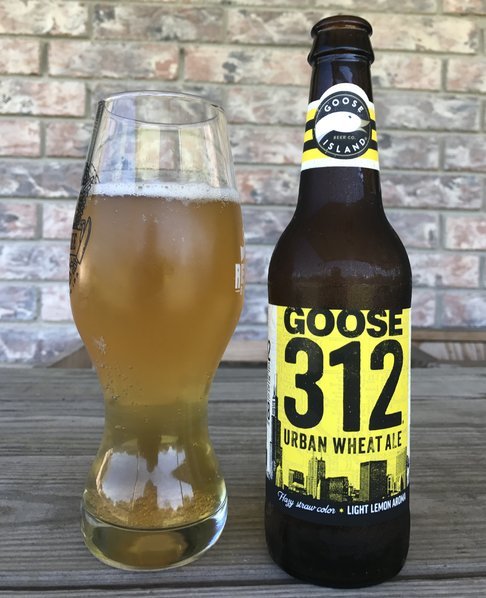 GOOSE
BEER CO.
ISLAND
GOOSE
312
URBAN WHEAT ALE
Hazy straw color * LIGHT LEMON AROMA